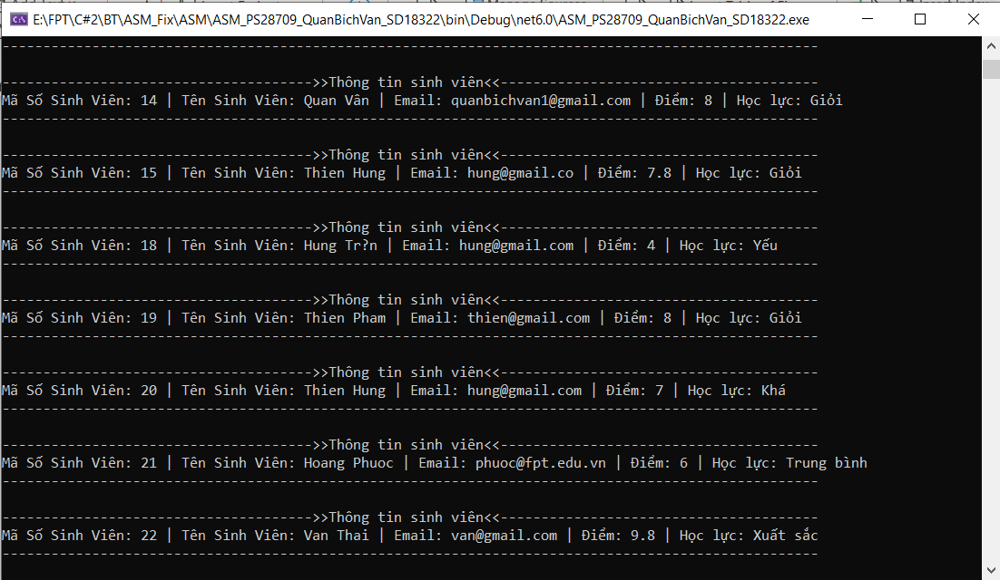 E:\FPT\C#2\BT\ASM_Fix\ASM\ASM_PS28709_QuanBichVan_SD18322\bin\Debug\net6.0\ASM_PS28709_QuanBichVan_SD18322.exe
----------------------------------------------------------------------------------------------------
-------------------------------------->>Thông tin sinh viên<<---------------------------------------
Mã Số Sinh Viên: 14 | Tên Sinh Viên: Quan Vân | Email: quanbichvan1@gmail.com | Điểm: 8 | Học lực: Giỏi
----------------------------------------------------------------------------------------------------
-------------------------------------->>Thông tin sinh viên<<---------------------------------------
Mã Số Sinh Viên: 15 | Tên Sinh Viên: Thien Hung | Email: hung@gmail.co | Điểm: 7.8 | Học lực: Giỏi
----------------------------------------------------------------------------------------------------
-------------------------------------->>Thông tin sinh viên<<---------------------------------------
Mã Số Sinh Viên: 18 | Tên Sinh Viên: Hung Tr?n | Email: hung@gmail.com | Điểm: 4 | Học lực: Yếu
----------------------------------------------------------------------------------------------------
-------------------------------------->>Thông tin sinh viên<<---------------------------------------
Mã Số Sinh Viên: 19 | Tên Sinh Viên: Thien Pham | Email: thien@gmail.com | Điểm: 8 | Học lực: Giỏi
----------------------------------------------------------------------------------------------------
-------------------------------------->>Thông tin sinh viên<<---------------------------------------
Mã Số Sinh Viên: 20 | Tên Sinh Viên: Thien Hung | Email: hung@gmail.com | Điểm: 7 | Học lực: Khá
----------------------------------------------------------------------------------------------------
-------------------------------------->>Thông tin sinh viên<<---------------------------------------
Mã Số Sinh Viên: 21 | Tên Sinh Viên: Hoang Phuoc | Email: phuoc@fpt.edu.vn | Điểm: 6 | Học lực: Trung bình
----------------------------------------------------------------------------------------------------
-------------------------------------->>Thông tin sinh viên<<---------------------------------------
Mã Số Sinh Viên: 22 | Tên Sinh Viên: Van Thai | Email: van@gmail.com | Điểm: 9.8 | Học lực: Xuất sắc
----------------------------------------------------------------------------------------------------